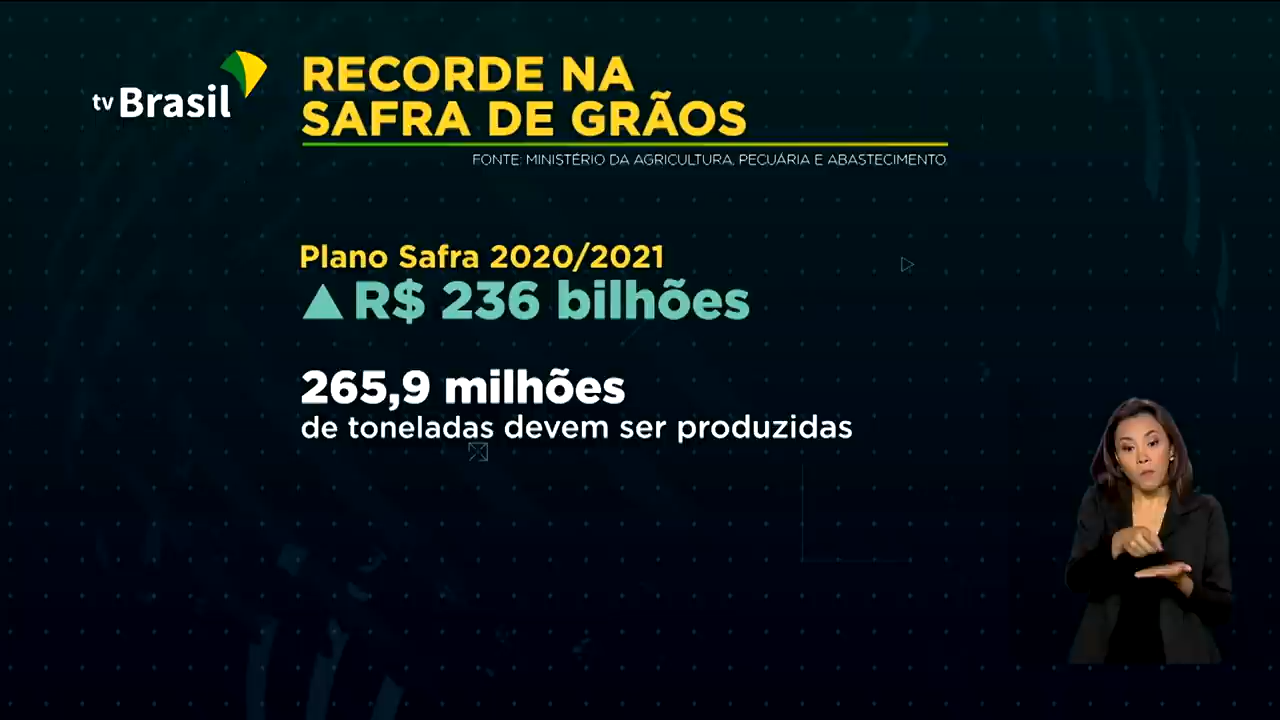 tv Brasil
RECORDE NA
SAFRA DE GRÃOS
FONTE: MINISTÉRIO DA AGRICULTURA, PECUÁRIA E ABASTECIMENTO
Plano Safra 2020/2021
▲R$ 236 bilhões
265,9 milhões
de toneladas devem ser produzidas